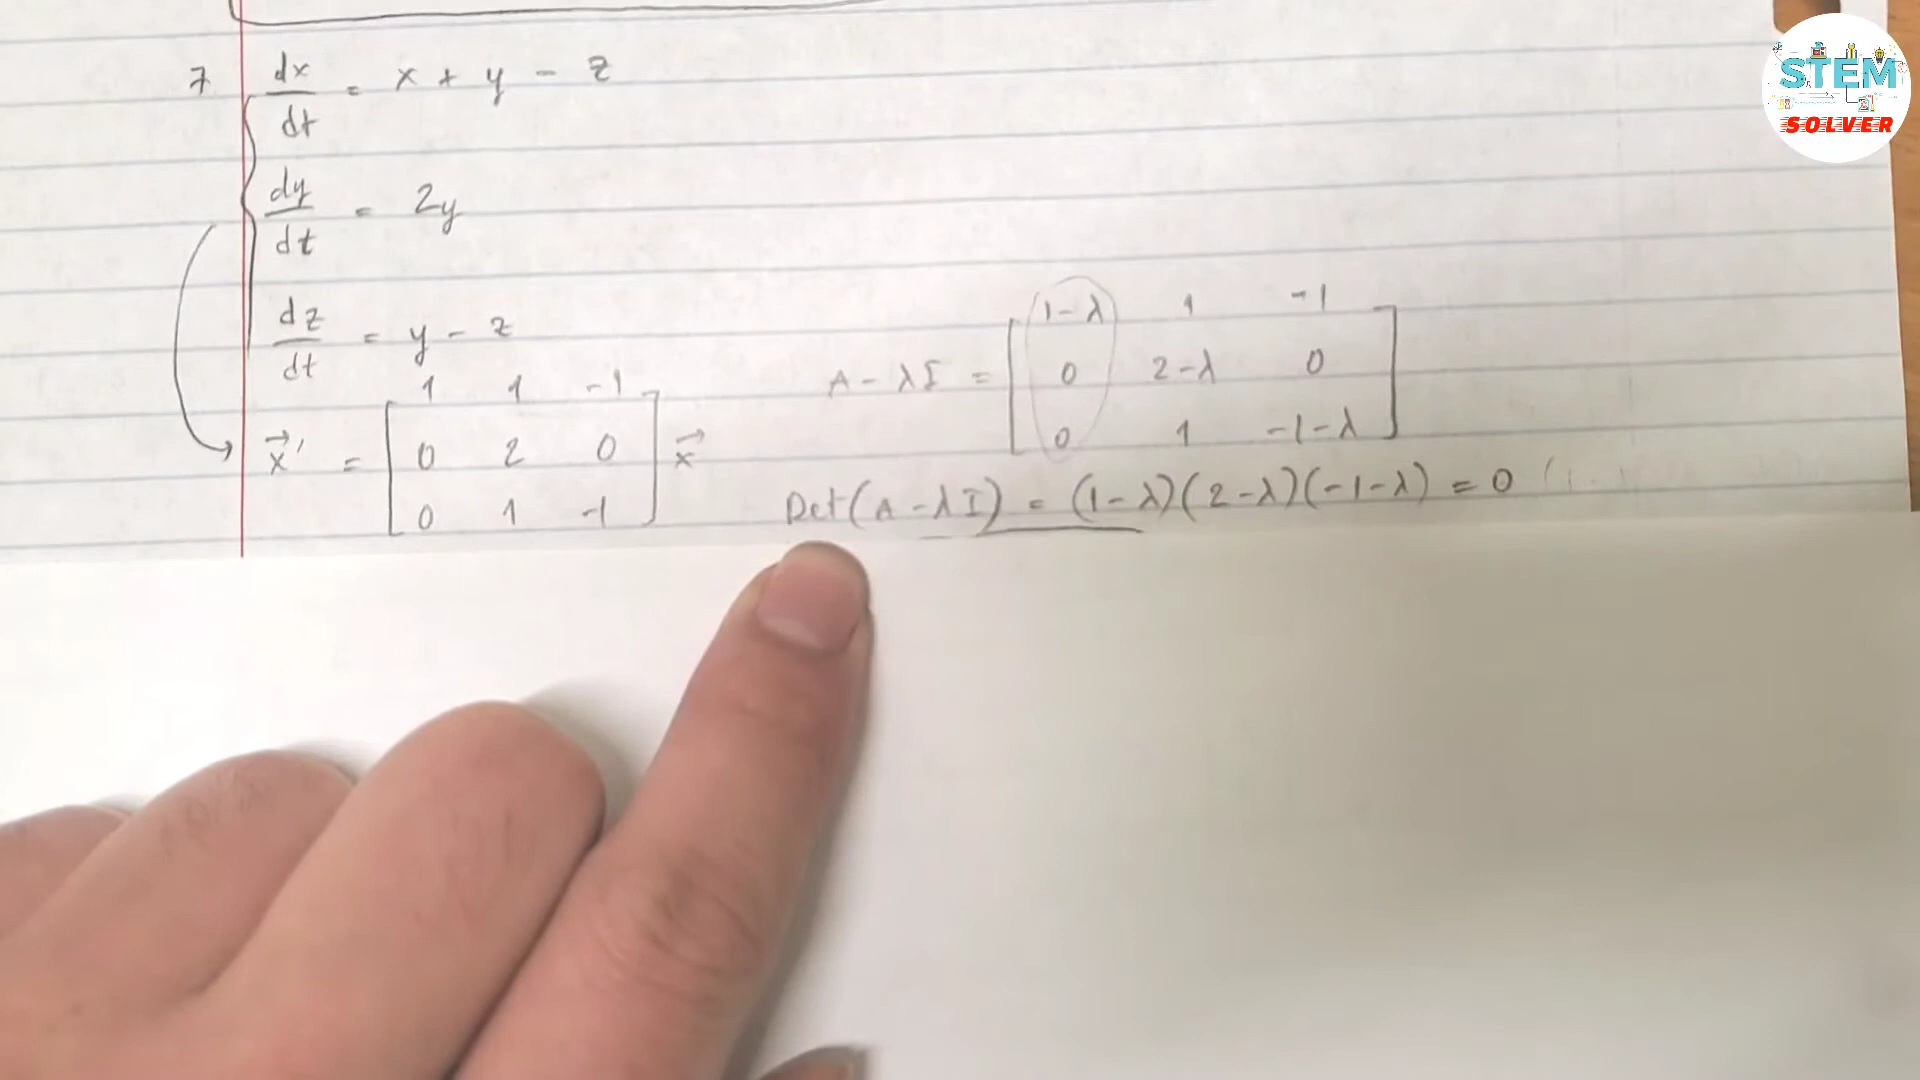 STEM
SOLVER
7 dx/dt = x + y - z
dy/dt = 2y
dz/dt = y - z
x⃗' = [1 1 -1
0 2 0
0 1 -1] x⃗
A - λI = [1-λ 1 -1
0 2-λ 0
0 1 -1-λ]
Det(A - λI) = (1-λ)(2-λ)(-1-λ) = 0